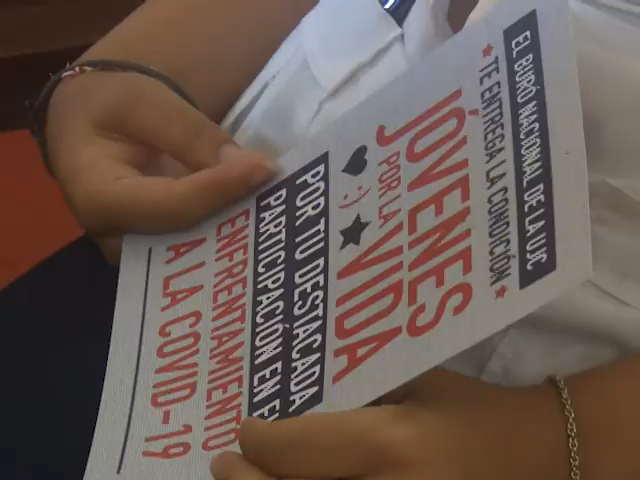 EL BURÓ NACIONAL DE LA UJC
TE ENTREGA LA CONDICIÓN
JÓVENES
POR LA VIDA
:)
POR TU DESTACADA
PARTICIPACIÓN EN E
ENFRENTAMIENTO
A LA COVID-19